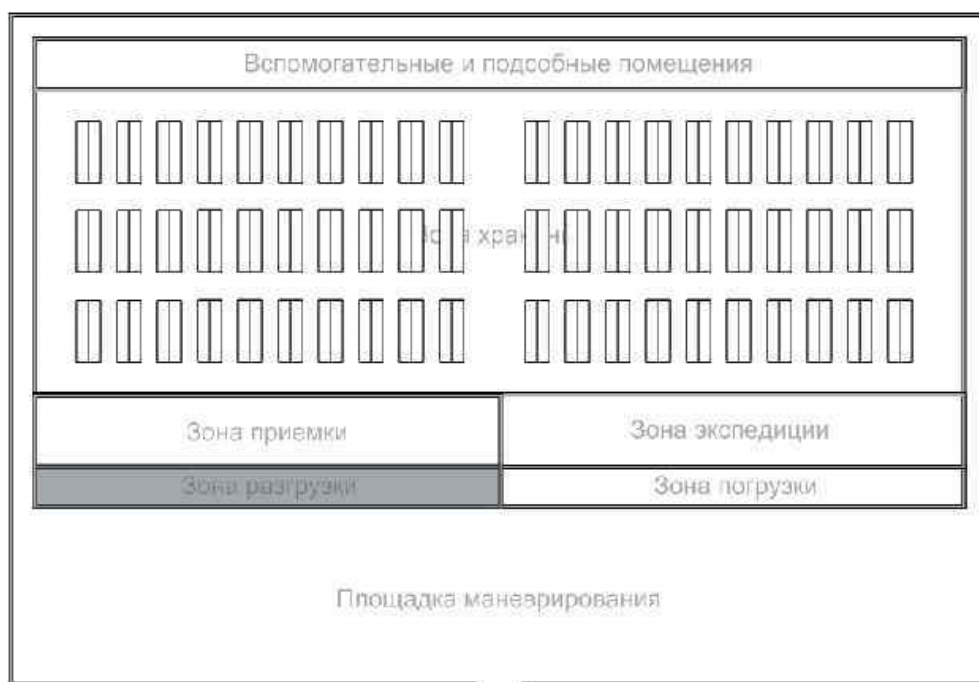 Вспомогательные и подсобные помещения
Зона приемки
Зона экспедиции
Зона разгрузки
Зона погрузки
Площадка маневрирования